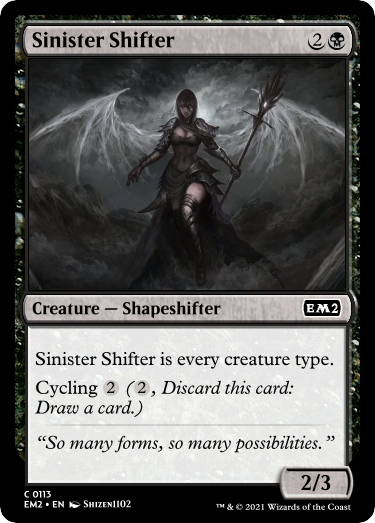 Sinister Shifter 2
Creature — Shapeshifter EM2
Sinister Shifter is every creature type.
Cycling 2 (2, Discard this card:
Draw a card.)
“So many forms, so many possibilities.”
2/3
C 0113
EM2 • EN Shizen1102
™ & © 2021 Wizards of the Coast